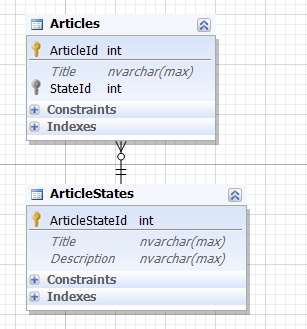 Articles
ArticleId int
Title nvarchar(max)
StateId int
Constraints
Indexes
ArticleStates
ArticleStateId int
Title nvarchar(max)
Description nvarchar(max)
Constraints
Indexes